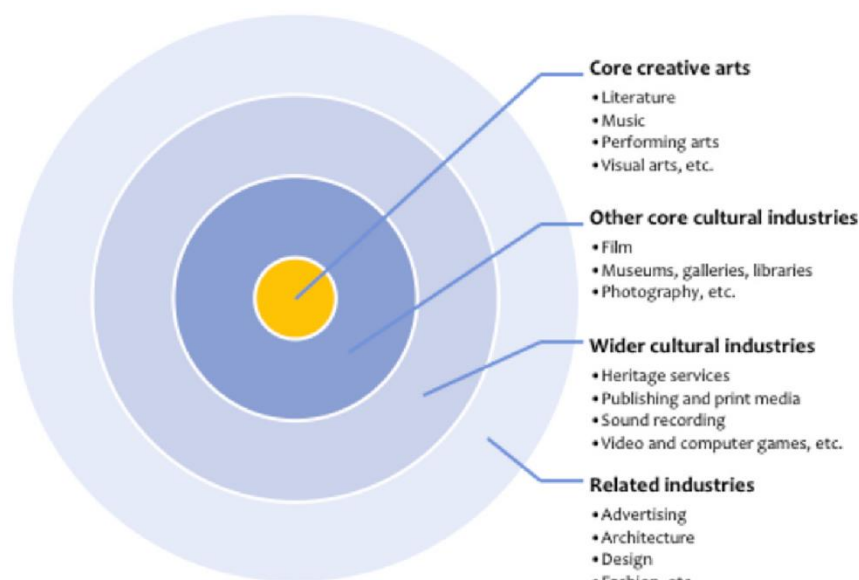 Core creative arts
•Literature
•Music
•Performing arts
•Visual arts, etc.
Other core cultural industries
•Film
•Museums, galleries, libraries
•Photography, etc.
Wider cultural industries
•Heritage services
•Publishing and print media
•Sound recording
•Video and computer games, etc.
Related industries
•Advertising
•Architecture
•Design
•Fashion, etc.